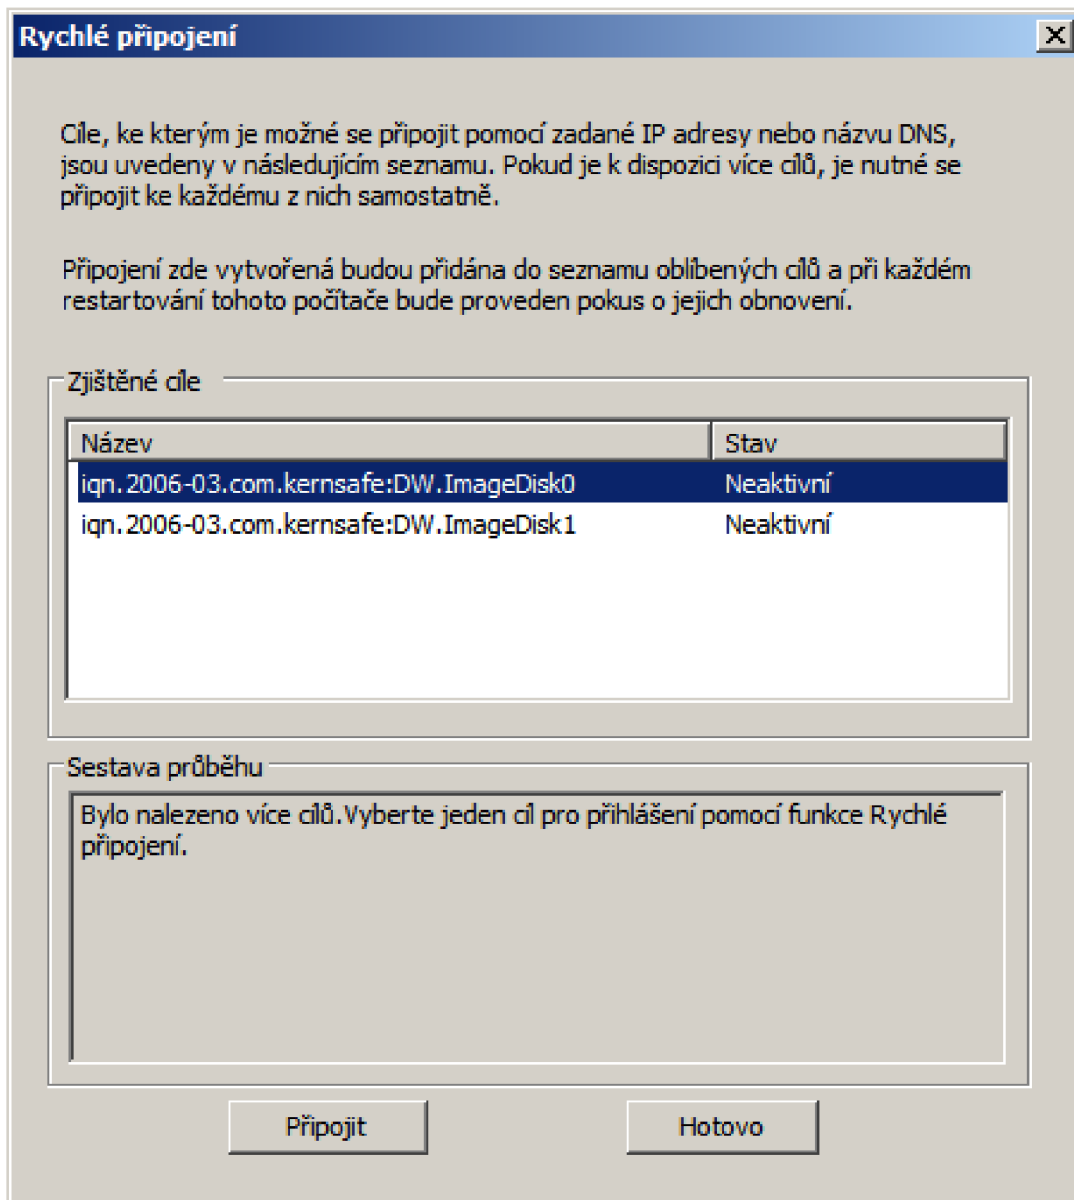 Rychlé připojení
Cíle, ke kterým je možné se připojit pomocí zadané IP adresy nebo názvu DNS,
jsou uvedeny v následujícím seznamu. Pokud je k dispozici více cílů, je nutné se
připojit ke každému z nich samostatně.
Připojení zde vytvořená budou přidána do seznamu oblíbených cílů a při každém
restartování tohoto počítače bude proveden pokus o jejich obnovení.
Zjištěné cíle
Název Stav
iqn.2006-03.com.kernsafe:DW.ImageDisk0 Neaktivní
iqn.2006-03.com.kernsafe:DW.ImageDisk1 Neaktivní
Sestava průběhu
Bylo nalezeno více cílů.Vyberte jeden cíl pro přihlášení pomocí funkce Rychlé
připojení.
Připojit Hotovo